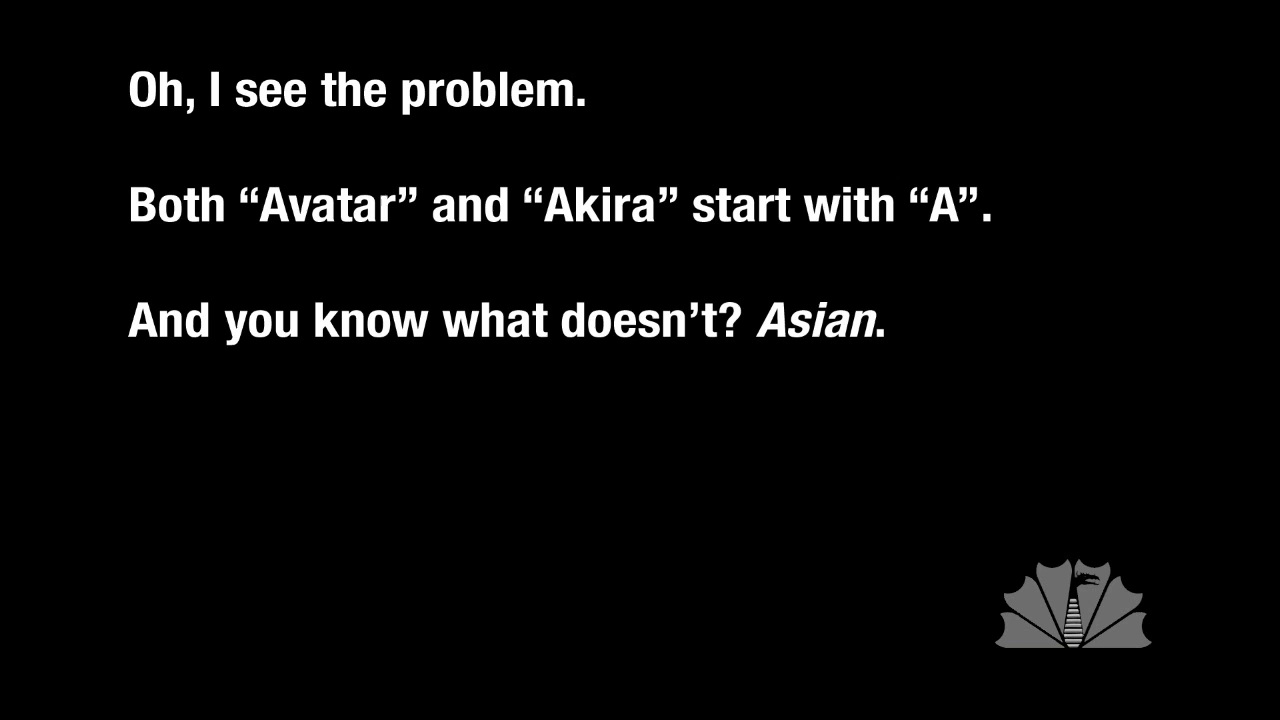 Oh, I see the problem.
Both “Avatar” and “Akira” start with “A”.
And you know what doesn’t? Asian.